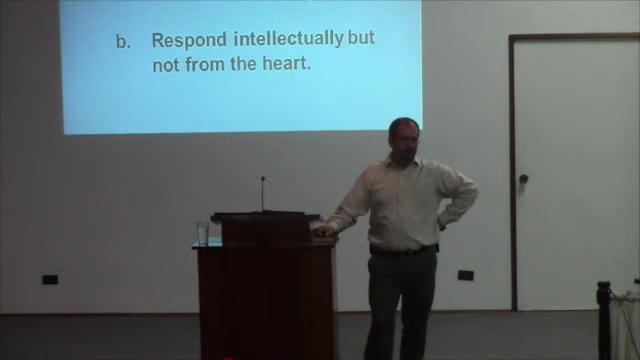 b. Respond intellectually but
not from the heart.